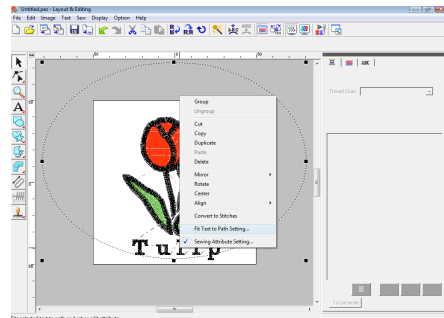 Untitled.pes - Layout & Editing
File Edit Image Text Sew Display Option Help
Group
Ungroup
Cut
Copy
Duplicate
Paste
Delete
Mirror
Rotate
Center
Align
Convert to Stitches
Fit Text to Path Setting...
Sewing Attribute Setting...
Tulip
ABC
Thread Chart: